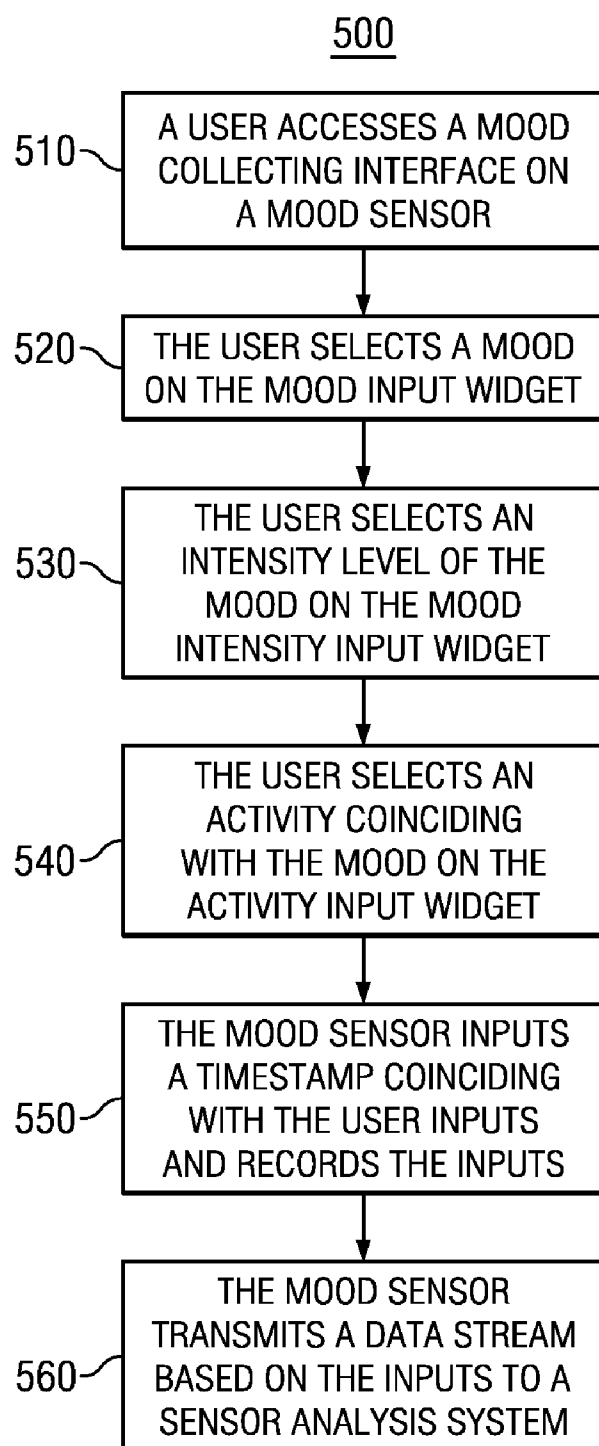 500
510
A USER ACCESSES A MOOD
COLLECTING INTERFACE ON
A MOOD SENSOR
520
THE USER SELECTS A MOOD
ON THE MOOD INPUT WIDGET
530
THE USER SELECTS AN
INTENSITY LEVEL OF THE
MOOD ON THE MOOD
INTENSITY INPUT WIDGET
540
THE USER SELECTS AN
ACTIVITY COINCIDING
WITH THE MOOD ON THE
ACTIVITY INPUT WIDGET
550
THE MOOD SENSOR INPUTS
A TIMESTAMP COINCIDING
WITH THE USER INPUTS
AND RECORDS THE INPUTS
560
THE MOOD SENSOR
TRANSMITS A DATA STREAM
BASED ON THE INPUTS TO A
SENSOR ANALYSIS SYSTEM